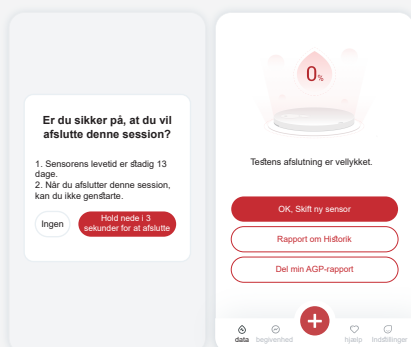 Er du sikker på, at du vil
afslutte denne session?
1. Sensorens levetid er stadig 13
dage.
2. Når du afslutter denne session,
kan du ikke genstarte.
Ingen
Hold nede i 3
sekunder for at afslutte
0%
Testens afslutning er vellykket.
OK, Skift ny sensor
Rapport om Historik
Del min AGP-rapport
data
begivenhed
hjælp
Indstillinger